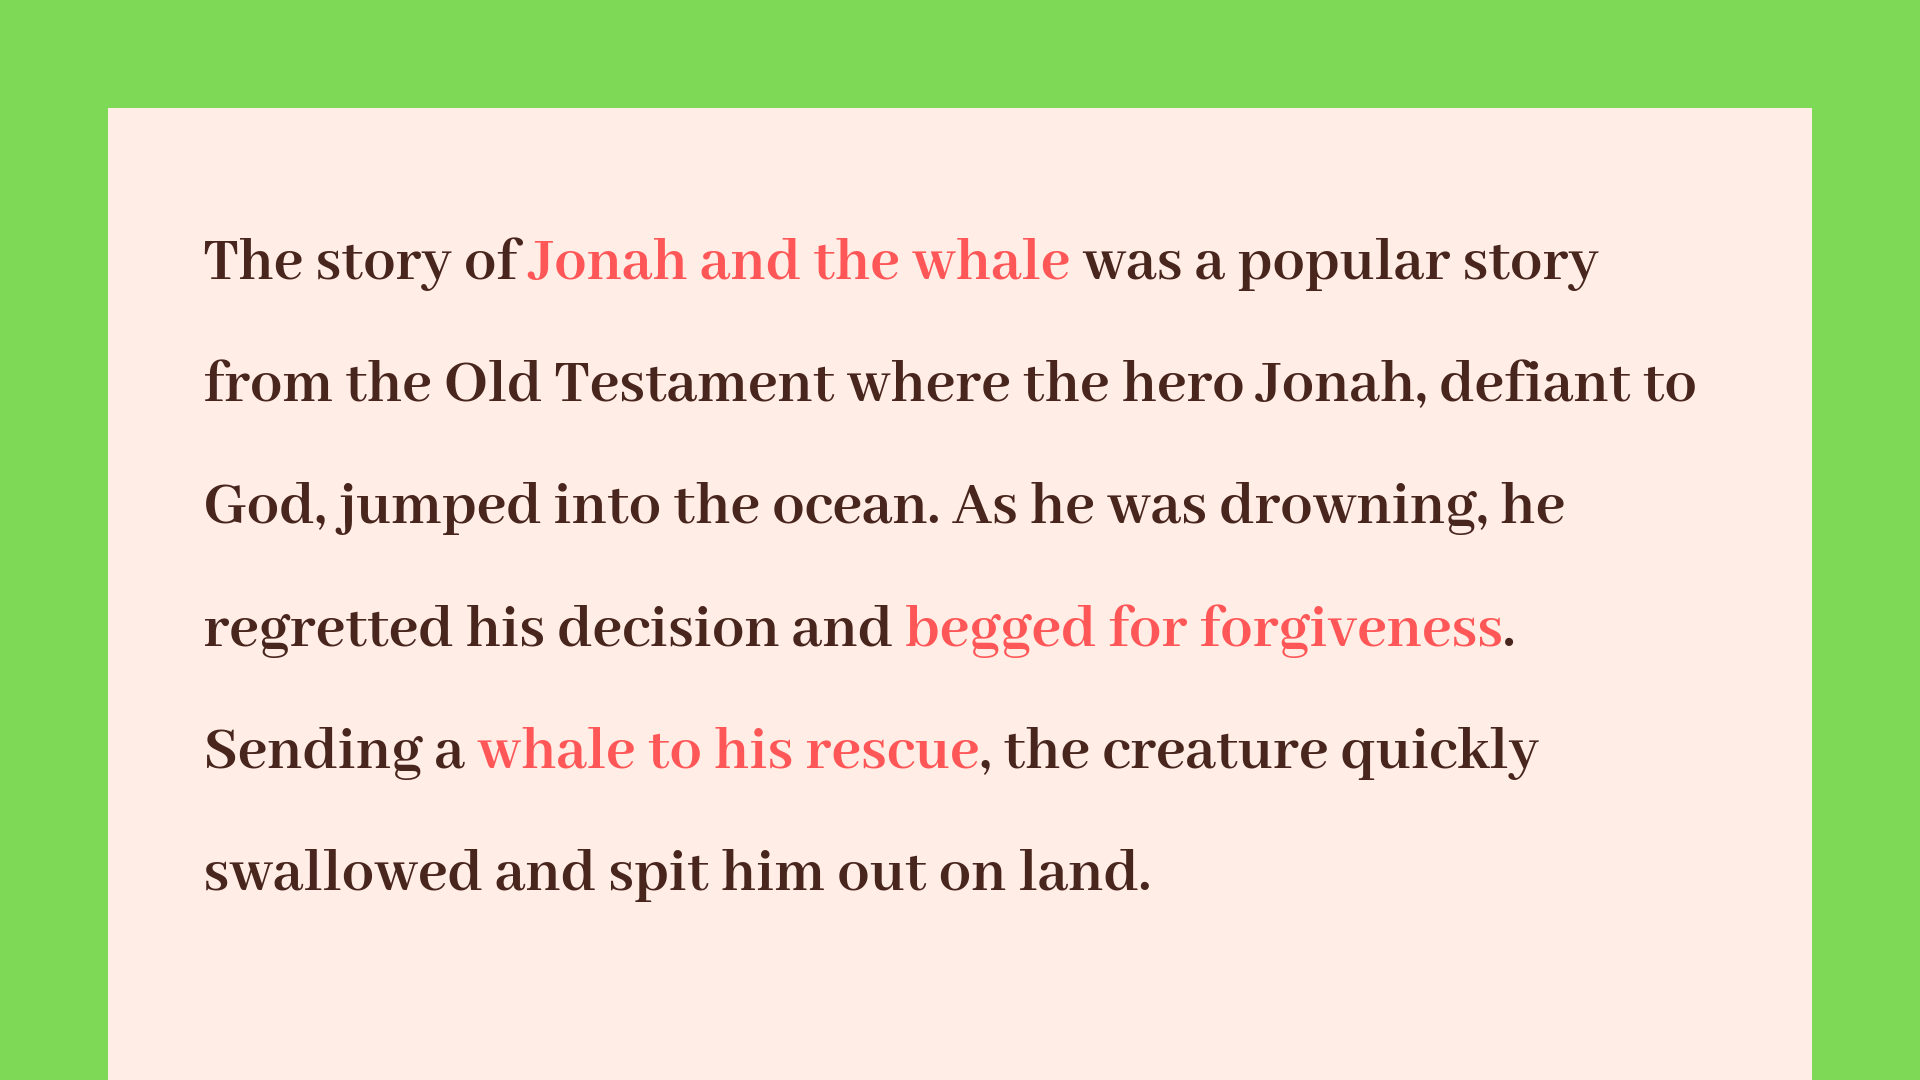 The story of Jonah and the whale was a popular story
from the Old Testament where the hero Jonah, defiant to
God, jumped into the ocean. As he was drowning, he
regretted his decision and begged for forgiveness.
Sending a whale to his rescue, the creature quickly
swallowed and spit him out on land.